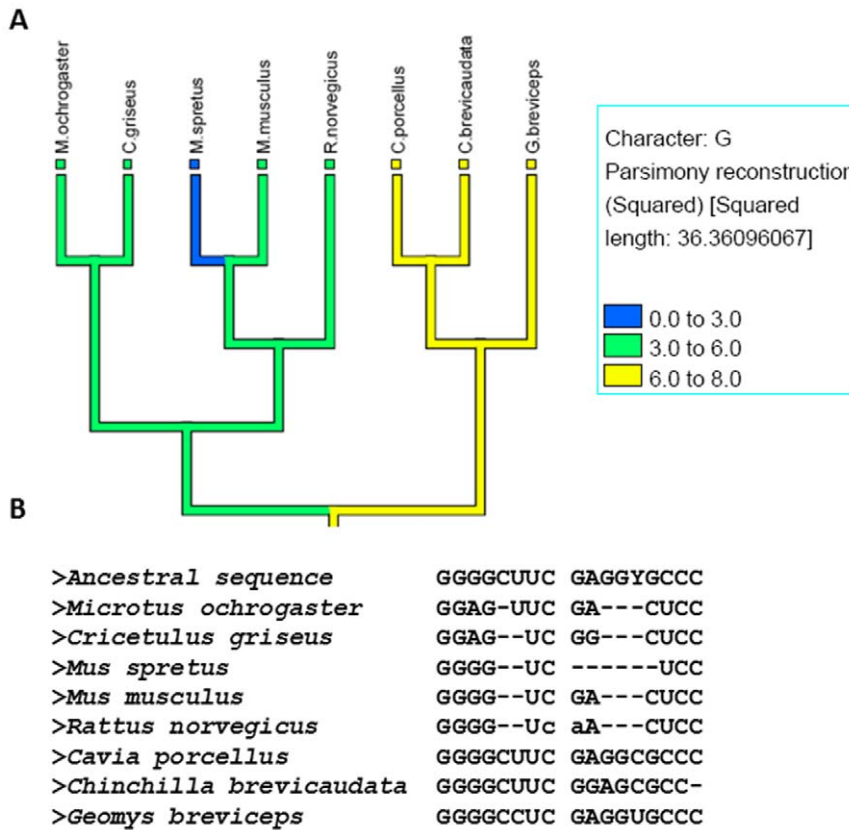 A
M.ochrogaster
C.griseus
M.spretus
M.musculus
R.norvegicus
C.porcellus
C.brevicaudata
G.breviceps
Character: G
Parsimony reconstruction
(Squared) [Squared
length: 36.36096067]
0.0 to 3.0
3.0 to 6.0
6.0 to 8.0
B
>Ancestral sequence GGGGCUUC GAGGYGCCC
>Microtus ochrogaster GGAG-UUC GA---CUCC
>Cricetulus griseus GGAG--UC GG---CUCC
>Mus spretus GGGG--UC ------UCC
>Mus musculus GGGG--UC GA---CUCC
>Rattus norvegicus GGGG--Uc aA---CUCC
>Cavia porcellus GGGGCUUC GAGGCGCCC
>Chinchilla brevicaudata GGGGCUUC GGAGCGCC-
>Geomys breviceps GGGGCCUC GAGGUGCCC